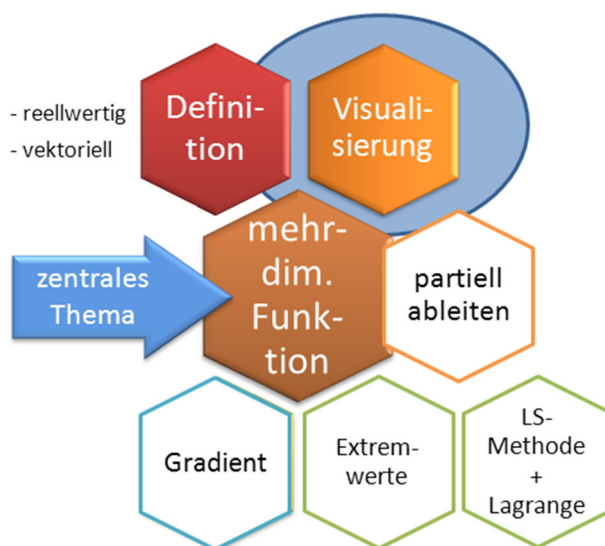 - reellwertig
- vektoriell
Defini-
tion
Visuali-
sierung
zentrales
Thema
mehr-
dim.
Funk-
tion
partiell
ableiten
Gradient
Extrem-
werte
LS-
Methode
+
Lagrange